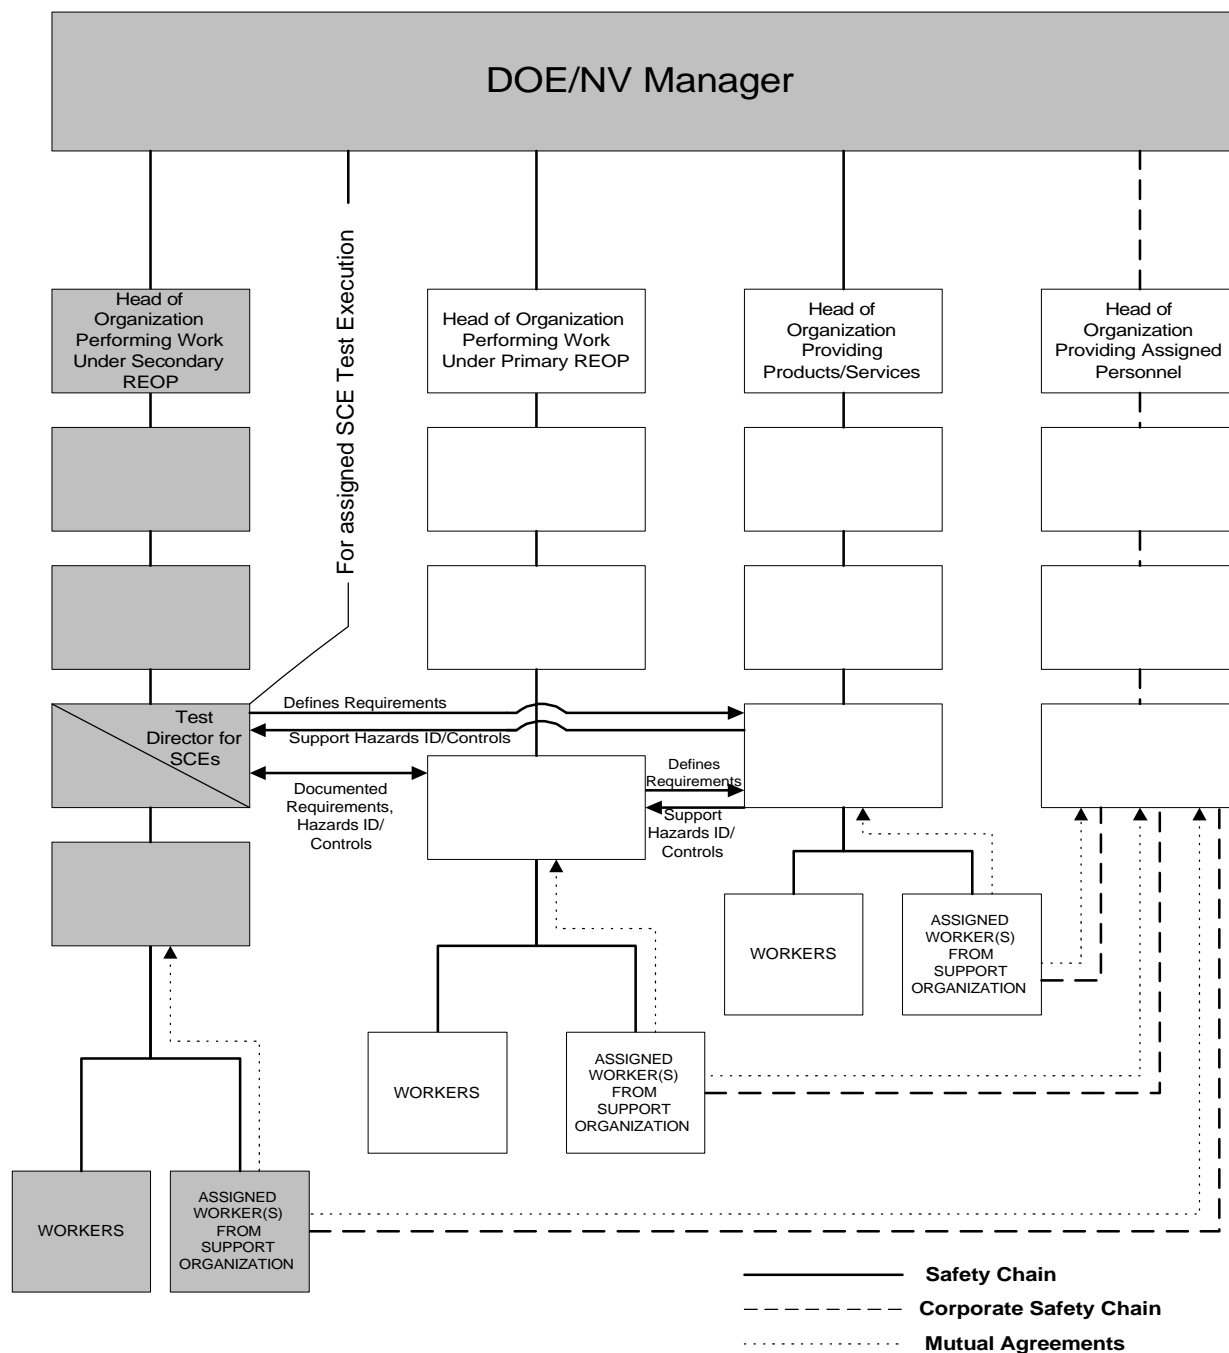 DOE/NV Manager
For assigned SCE Test Execution
Head of
Organization
Performing Work
Under Secondary
REOP
Head of Organization
Performing Work
Under Primary REOP
Head of
Organization
Providing
Products/Services
Head of
Organization
Providing Assigned
Personnel
Test
Director for
SCEs
Defines Requirements
Support Hazards ID/Controls
Documented
Requirements,
Hazards ID/
Controls
Defines
Requirements
Support
Hazards ID/
Controls
WORKERS
ASSIGNED
WORKER(S)
FROM
SUPPORT
ORGANIZATION
WORKERS
ASSIGNED
WORKER(S)
FROM
SUPPORT
ORGANIZATION
WORKERS
ASSIGNED
WORKER(S)
FROM
SUPPORT
ORGANIZATION
Safety Chain
Corporate Safety Chain
Mutual Agreements